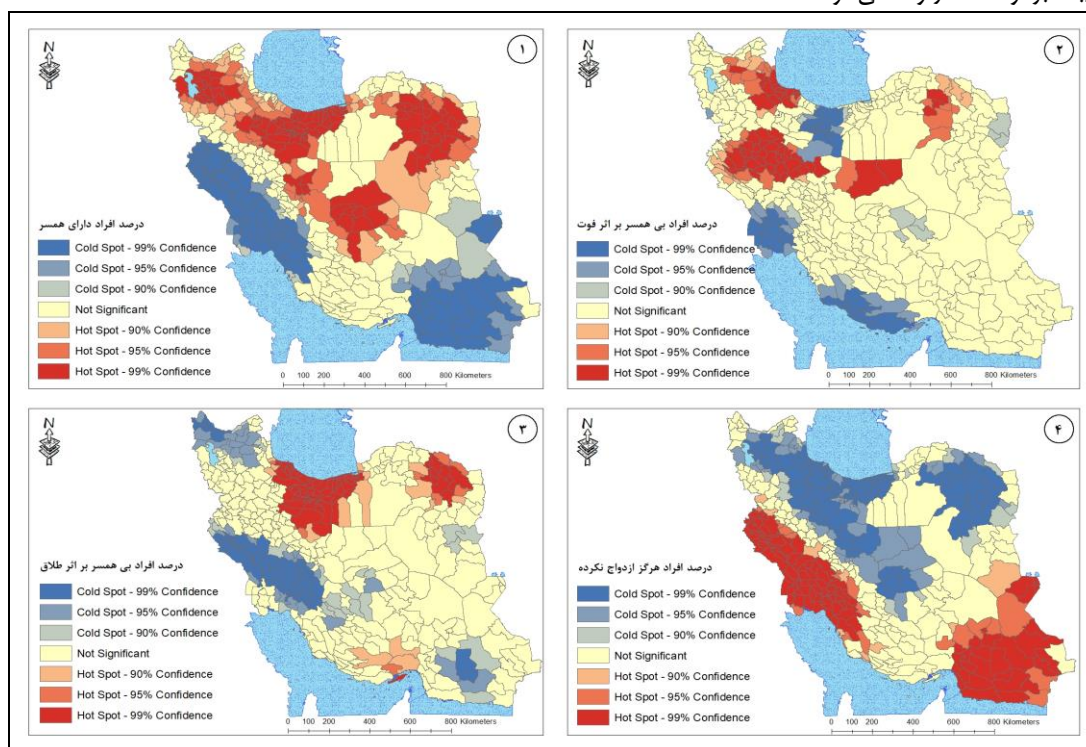 N
۱
درصد افراد دارای همسر
Cold Spot - 99% Confidence
Cold Spot - 95% Confidence
Cold Spot - 90% Confidence
Not Significant
Hot Spot - 90% Confidence
Hot Spot - 95% Confidence
Hot Spot - 99% Confidence
0 100 200 400 600 800 Kilometers
N
۲
درصد افراد بی همسر بر اثر فوت
Cold Spot - 99% Confidence
Cold Spot - 95% Confidence
Cold Spot - 90% Confidence
Not Significant
Hot Spot - 90% Confidence
Hot Spot - 95% Confidence
Hot Spot - 99% Confidence
0 100 200 400 600 800 Kilometers
N
۳
درصد افراد بی همسر بر اثر طلاق
Cold Spot - 99% Confidence
Cold Spot - 95% Confidence
Cold Spot - 90% Confidence
Not Significant
Hot Spot - 90% Confidence
Hot Spot - 95% Confidence
Hot Spot - 99% Confidence
0 100 200 400 600 800 Kilometers
N
۴
درصد افراد هرگز ازدواج نکرده
Cold Spot - 99% Confidence
Cold Spot - 95% Confidence
Cold Spot - 90% Confidence
Not Significant
Hot Spot - 90% Confidence
Hot Spot - 95% Confidence
Hot Spot - 99% Confidence
0 100 200 400 600 800 Kilometers